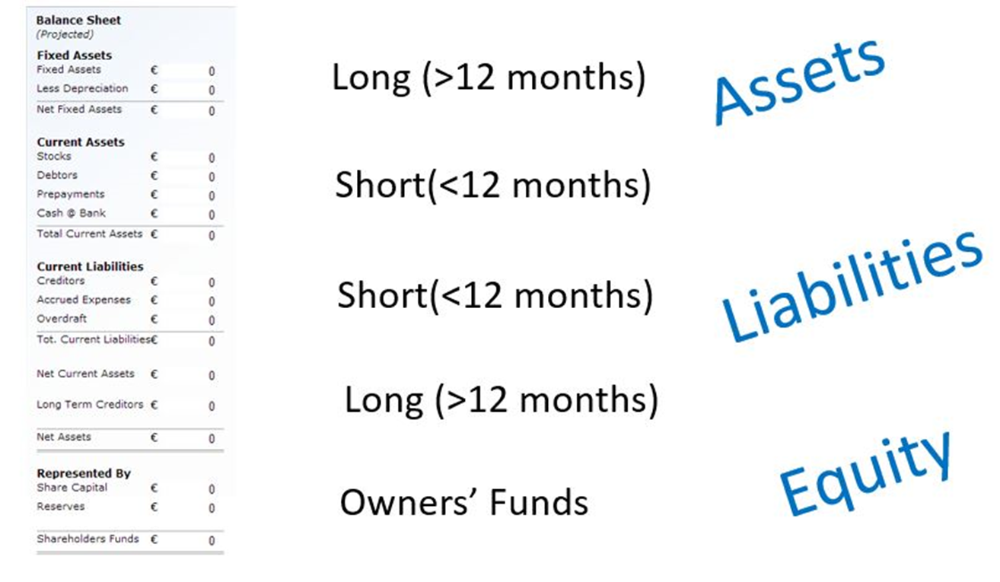 Balance Sheet
(Projected)
Fixed Assets
Fixed Assets € 0
Less Depreciation € 0
Net Fixed Assets € 0
Current Assets
Stocks € 0
Debtors € 0
Prepayments € 0
Cash @ Bank € 0
Total Current Assets € 0
Current Liabilities
Creditors € 0
Accrued Expenses € 0
Overdraft € 0
Tot. Current Liabilities€ 0
Net Current Assets € 0
Long Term Creditors € 0
Net Assets € 0
Represented By
Share Capital € 0
Reserves € 0
Shareholders Funds € 0
Long (>12 months)
Short(<12 months)
Short(<12 months)
Long (>12 months)
Owners’ Funds
Assets
Liabilities
Equity